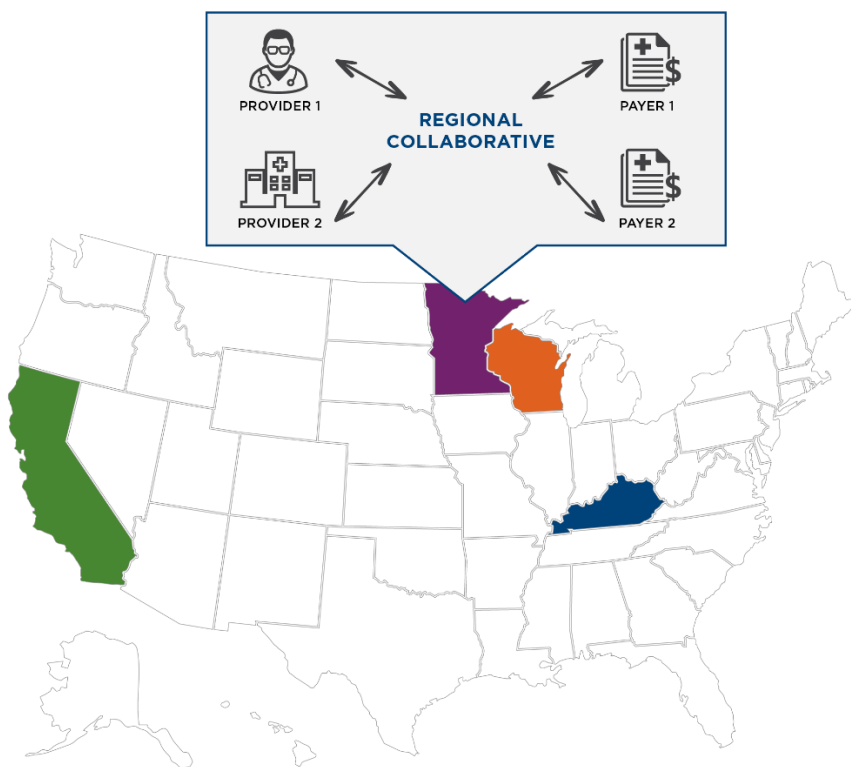 PROVIDER 1
PAYER 1
REGIONAL
COLLABORATIVE
PROVIDER 2
PAYER 2
$
$